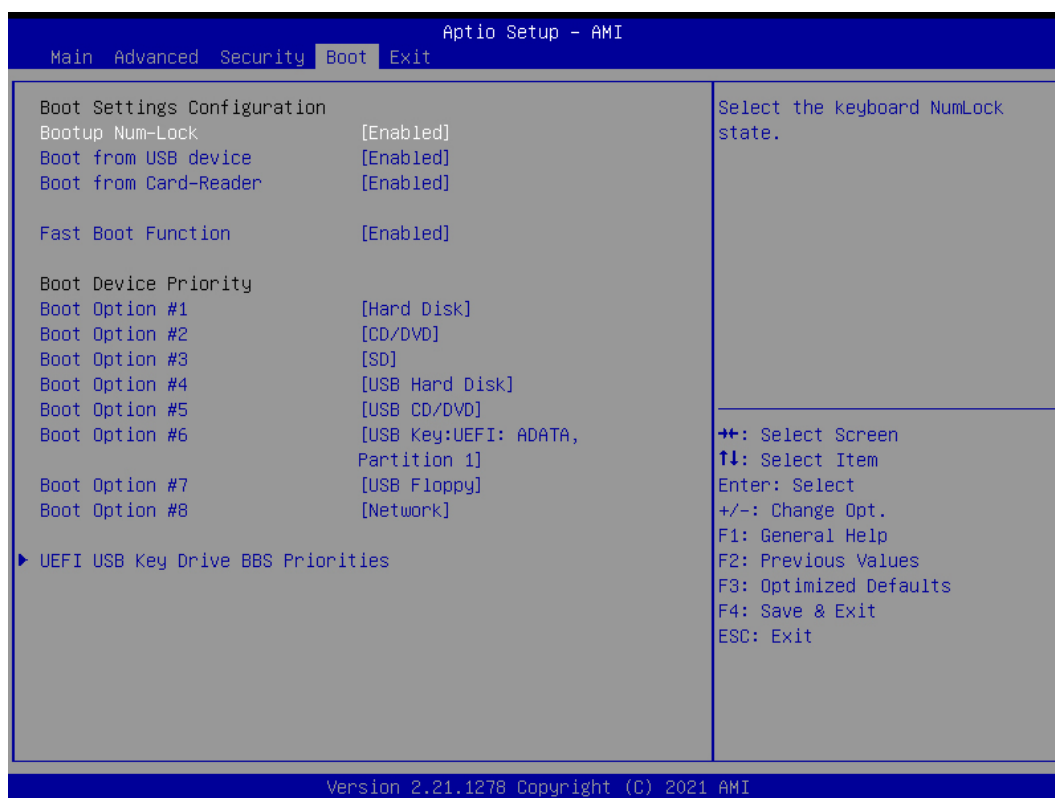 Aptio Setup – AMI
Main Advanced Security Boot Exit
Boot Settings Configuration
Bootup Num-Lock [Enabled]
Boot from USB device [Enabled]
Boot from Card-Reader [Enabled]
Fast Boot Function [Enabled]
Boot Device Priority
Boot Option #1 [Hard Disk]
Boot Option #2 [CD/DVD]
Boot Option #3 [SD]
Boot Option #4 [USB Hard Disk]
Boot Option #5 [USB CD/DVD]
Boot Option #6 [USB Key:UEFI: ADATA,
Partition 1]
Boot Option #7 [USB Floppy]
Boot Option #8 [Network]
▶ UEFI USB Key Drive BBS Priorities
Select the keyboard NumLock
state.
→←: Select Screen
↑↓: Select Item
Enter: Select
+/-: Change Opt.
F1: General Help
F2: Previous Values
F3: Optimized Defaults
F4: Save & Exit
ESC: Exit
Version 2.21.1278 Copyright (C) 2021 AMI